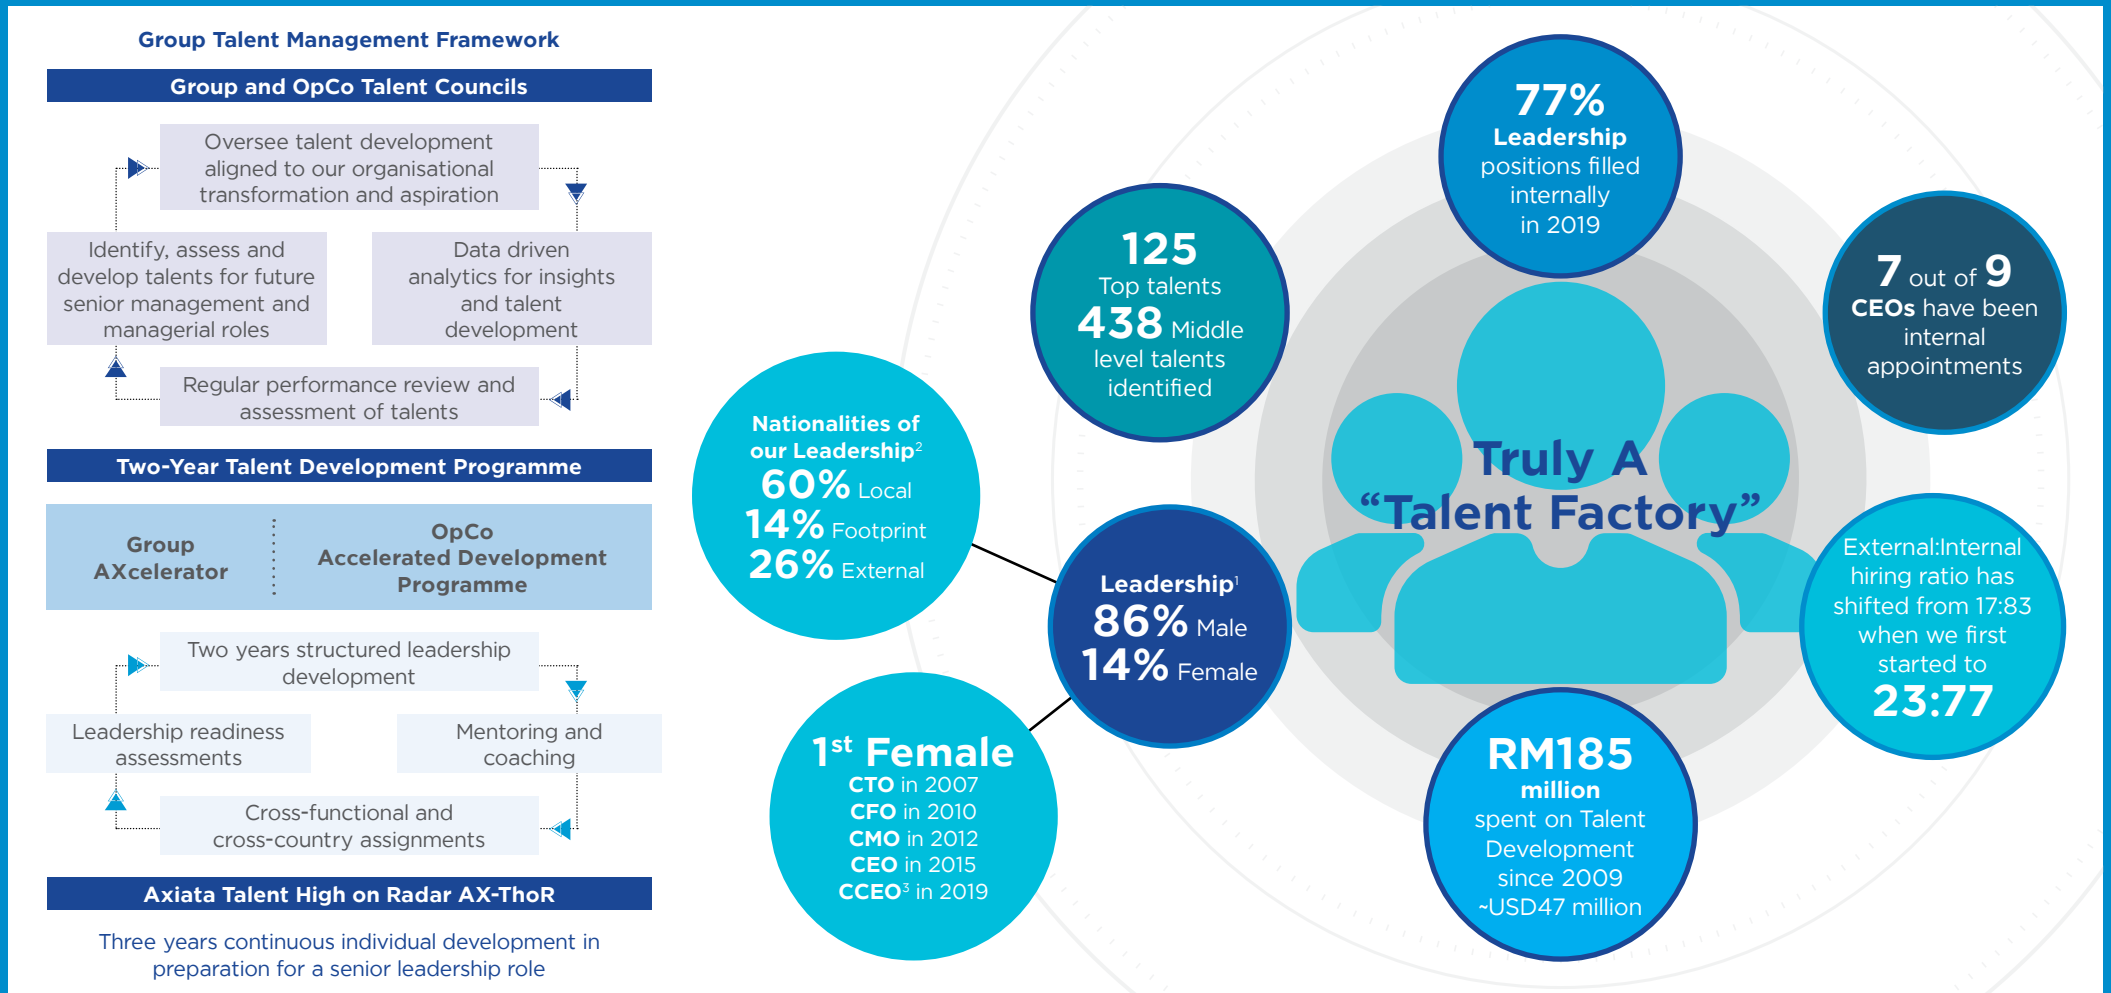 Group Talent Management Framework
Group and OpCo Talent Councils
Oversee talent development
aligned to our organisational
transformation and aspiration
Identify, assess and
develop talents for future
senior management and
managerial roles
Data driven
analytics for insights
and talent
development
Regular performance review and
assessment of talents
Two-Year Talent Development Programme
Group
AXcelerator
OpCo
Accelerated Development
Programme
Two years structured leadership
development
Leadership readiness
assessments
Mentoring and
coaching
Cross-functional and
cross-country assignments
Axiata Talent High on Radar AX-ThoR
Three years continuous individual development in
preparation for a senior leadership role
77%
Leadership
positions filled
internally
in 2019
125
Top talents
438 Middle
level talents
identified
7 out of 9
CEOs have been
internal
appointments
Nationalities of
our Leadership²
60% Local
14% Footprint
26% External
Truly A
“Talent Factory”
Leadership¹
86% Male
14% Female
External:Internal
hiring ratio has
shifted from 17:83
when we first
started to
23:77
1st Female
CTO in 2007
CFO in 2010
CMO in 2012
CEO in 2015
CCEO³ in 2019
RM185
million
spent on Talent
Development
since 2009
~USD47 million